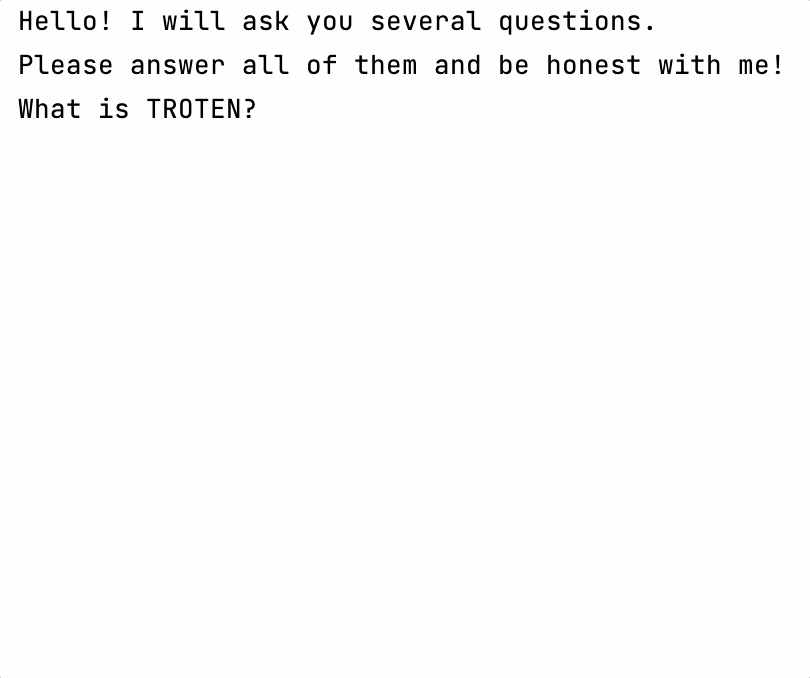 Hello! I will ask you several questions.
Please answer all of them and be honest with me!
What is TROTEN?